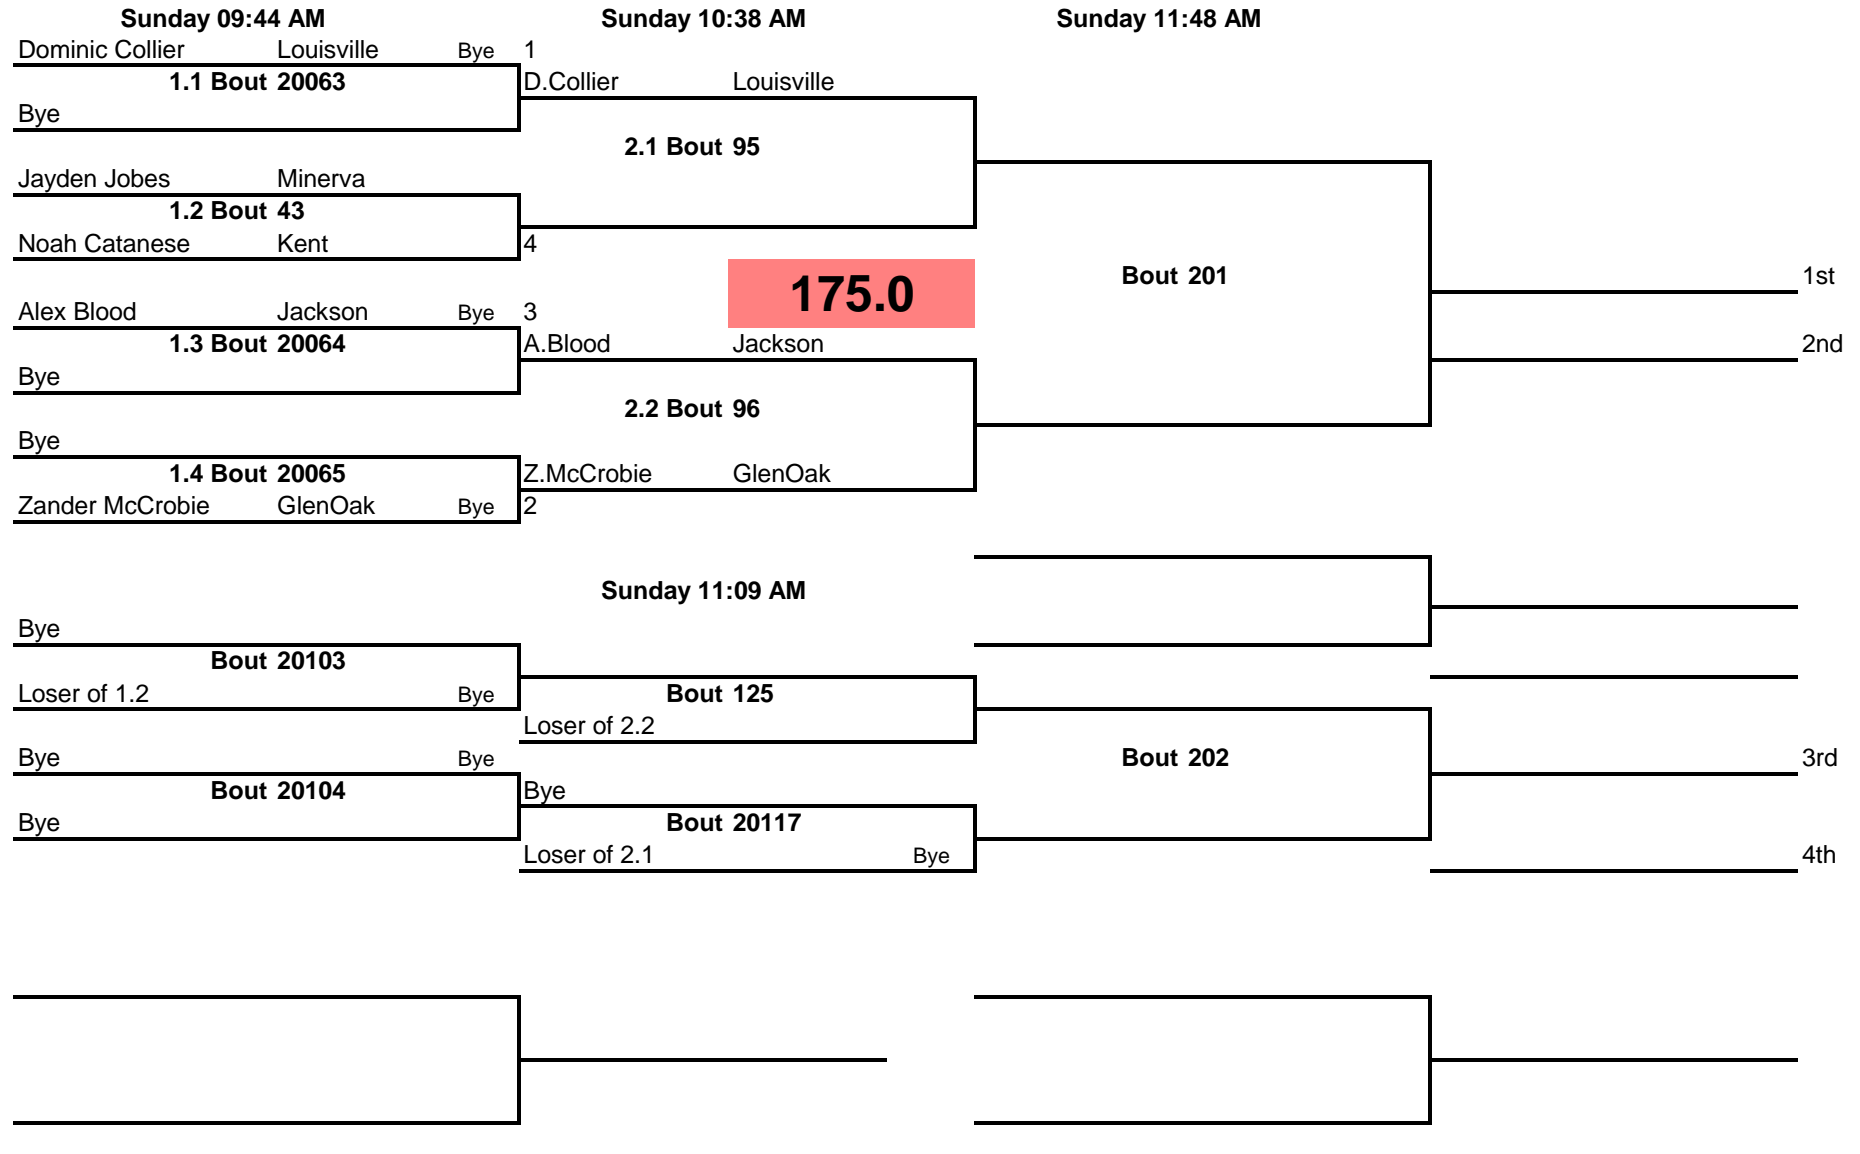 Sunday 09:44 AM Sunday 10:38 AM Sunday 11:48 AM
Dominic Collier Louisville Bye 1
1.1 Bout 20063 D.Collier Louisville
Bye
2.1 Bout 95
Jayden Jobes Minerva
1.2 Bout 43
Noah Catanese Kent 4
175.0 Bout 201 1st
Alex Blood Jackson Bye 3
1.3 Bout 20064 A.Blood Jackson 2nd
Bye
2.2 Bout 96
Bye
1.4 Bout 20065 Z.McCrobie GlenOak
Zander McCrobie GlenOak Bye 2
Sunday 11:09 AM
Bye
Bout 20103
Loser of 1.2 Bye Bout 125
Loser of 2.2
Bye Bye Bout 202 3rd
Bout 20104 Bye
Bye Bout 20117
Loser of 2.1 Bye 4th